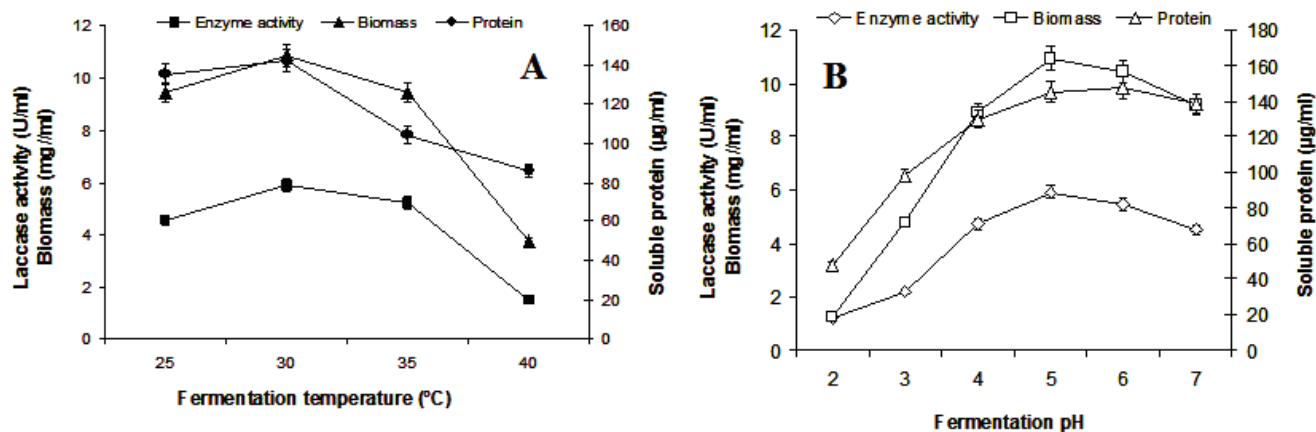 Enzyme activity Biomass Protein
A
Laccase activity (U/ml)
Biomass (mg//ml)
12
10
8
6
4
2
0
160
140
120
100
80
60
40
20
0
Soluble protein (µg/ml)
25 30 35 40
Fermentation temperature (°C)
Enzyme activity Biomass Protein
B
Laccase activity (U/ml)
Biomass (mg//ml)
12
10
8
6
4
2
0
180
160
140
120
100
80
60
40
20
0
Soluble protein (µg/ml)
2 3 4 5 6 7
Fermentation pH